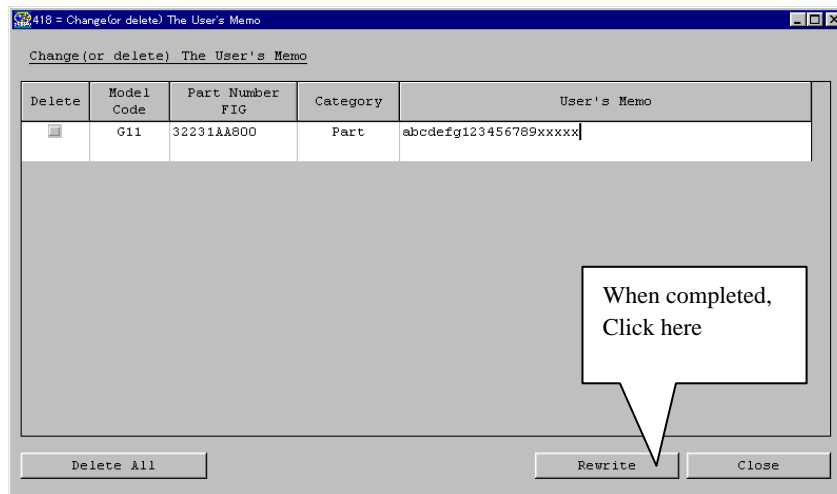 418 = Change(or delete) The User's Memo
Change(or delete) The User's Memo
Delete
Model
Code
Part Number
FIG
Category
User's Memo
G11
32231AA800
Part
abcdefg123456789xxxxx
When completed,
Click here
Delete All
Rewrite
Close